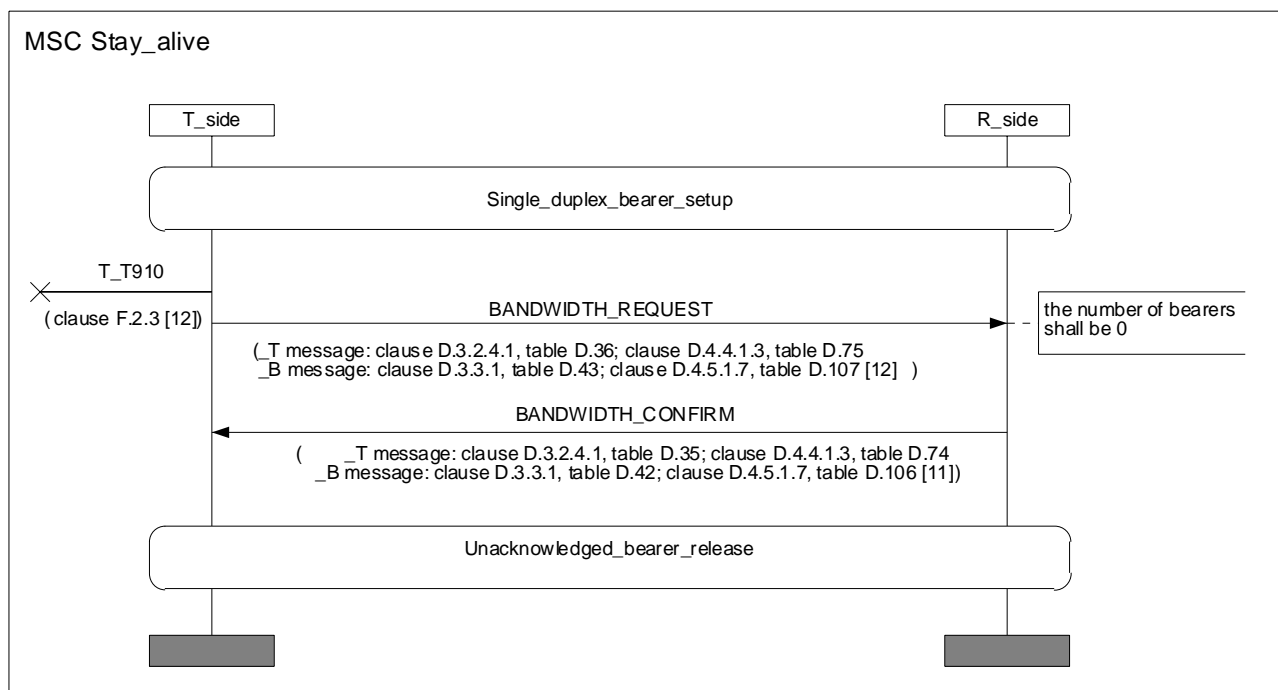 MSC Stay_alive
T_side
R_side
Single_duplex_bearer_setup
T_T910
(clause F.2.3 [12])
BANDWIDTH_REQUEST
the number of bearers
shall be 0
(_T message: clause D.3.2.4.1, table D.36; clause D.4.4.1.3, table D.75
_B message: clause D.3.3.1, table D.43; clause D.4.5.1.7, table D.107 [12] )
BANDWIDTH_CONFIRM
( _T message: clause D.3.2.4.1, table D.35; clause D.4.4.1.3, table D.74
_B message: clause D.3.3.1, table D.42; clause D.4.5.1.7, table D.106 [11])
Unacknowledged_bearer_release